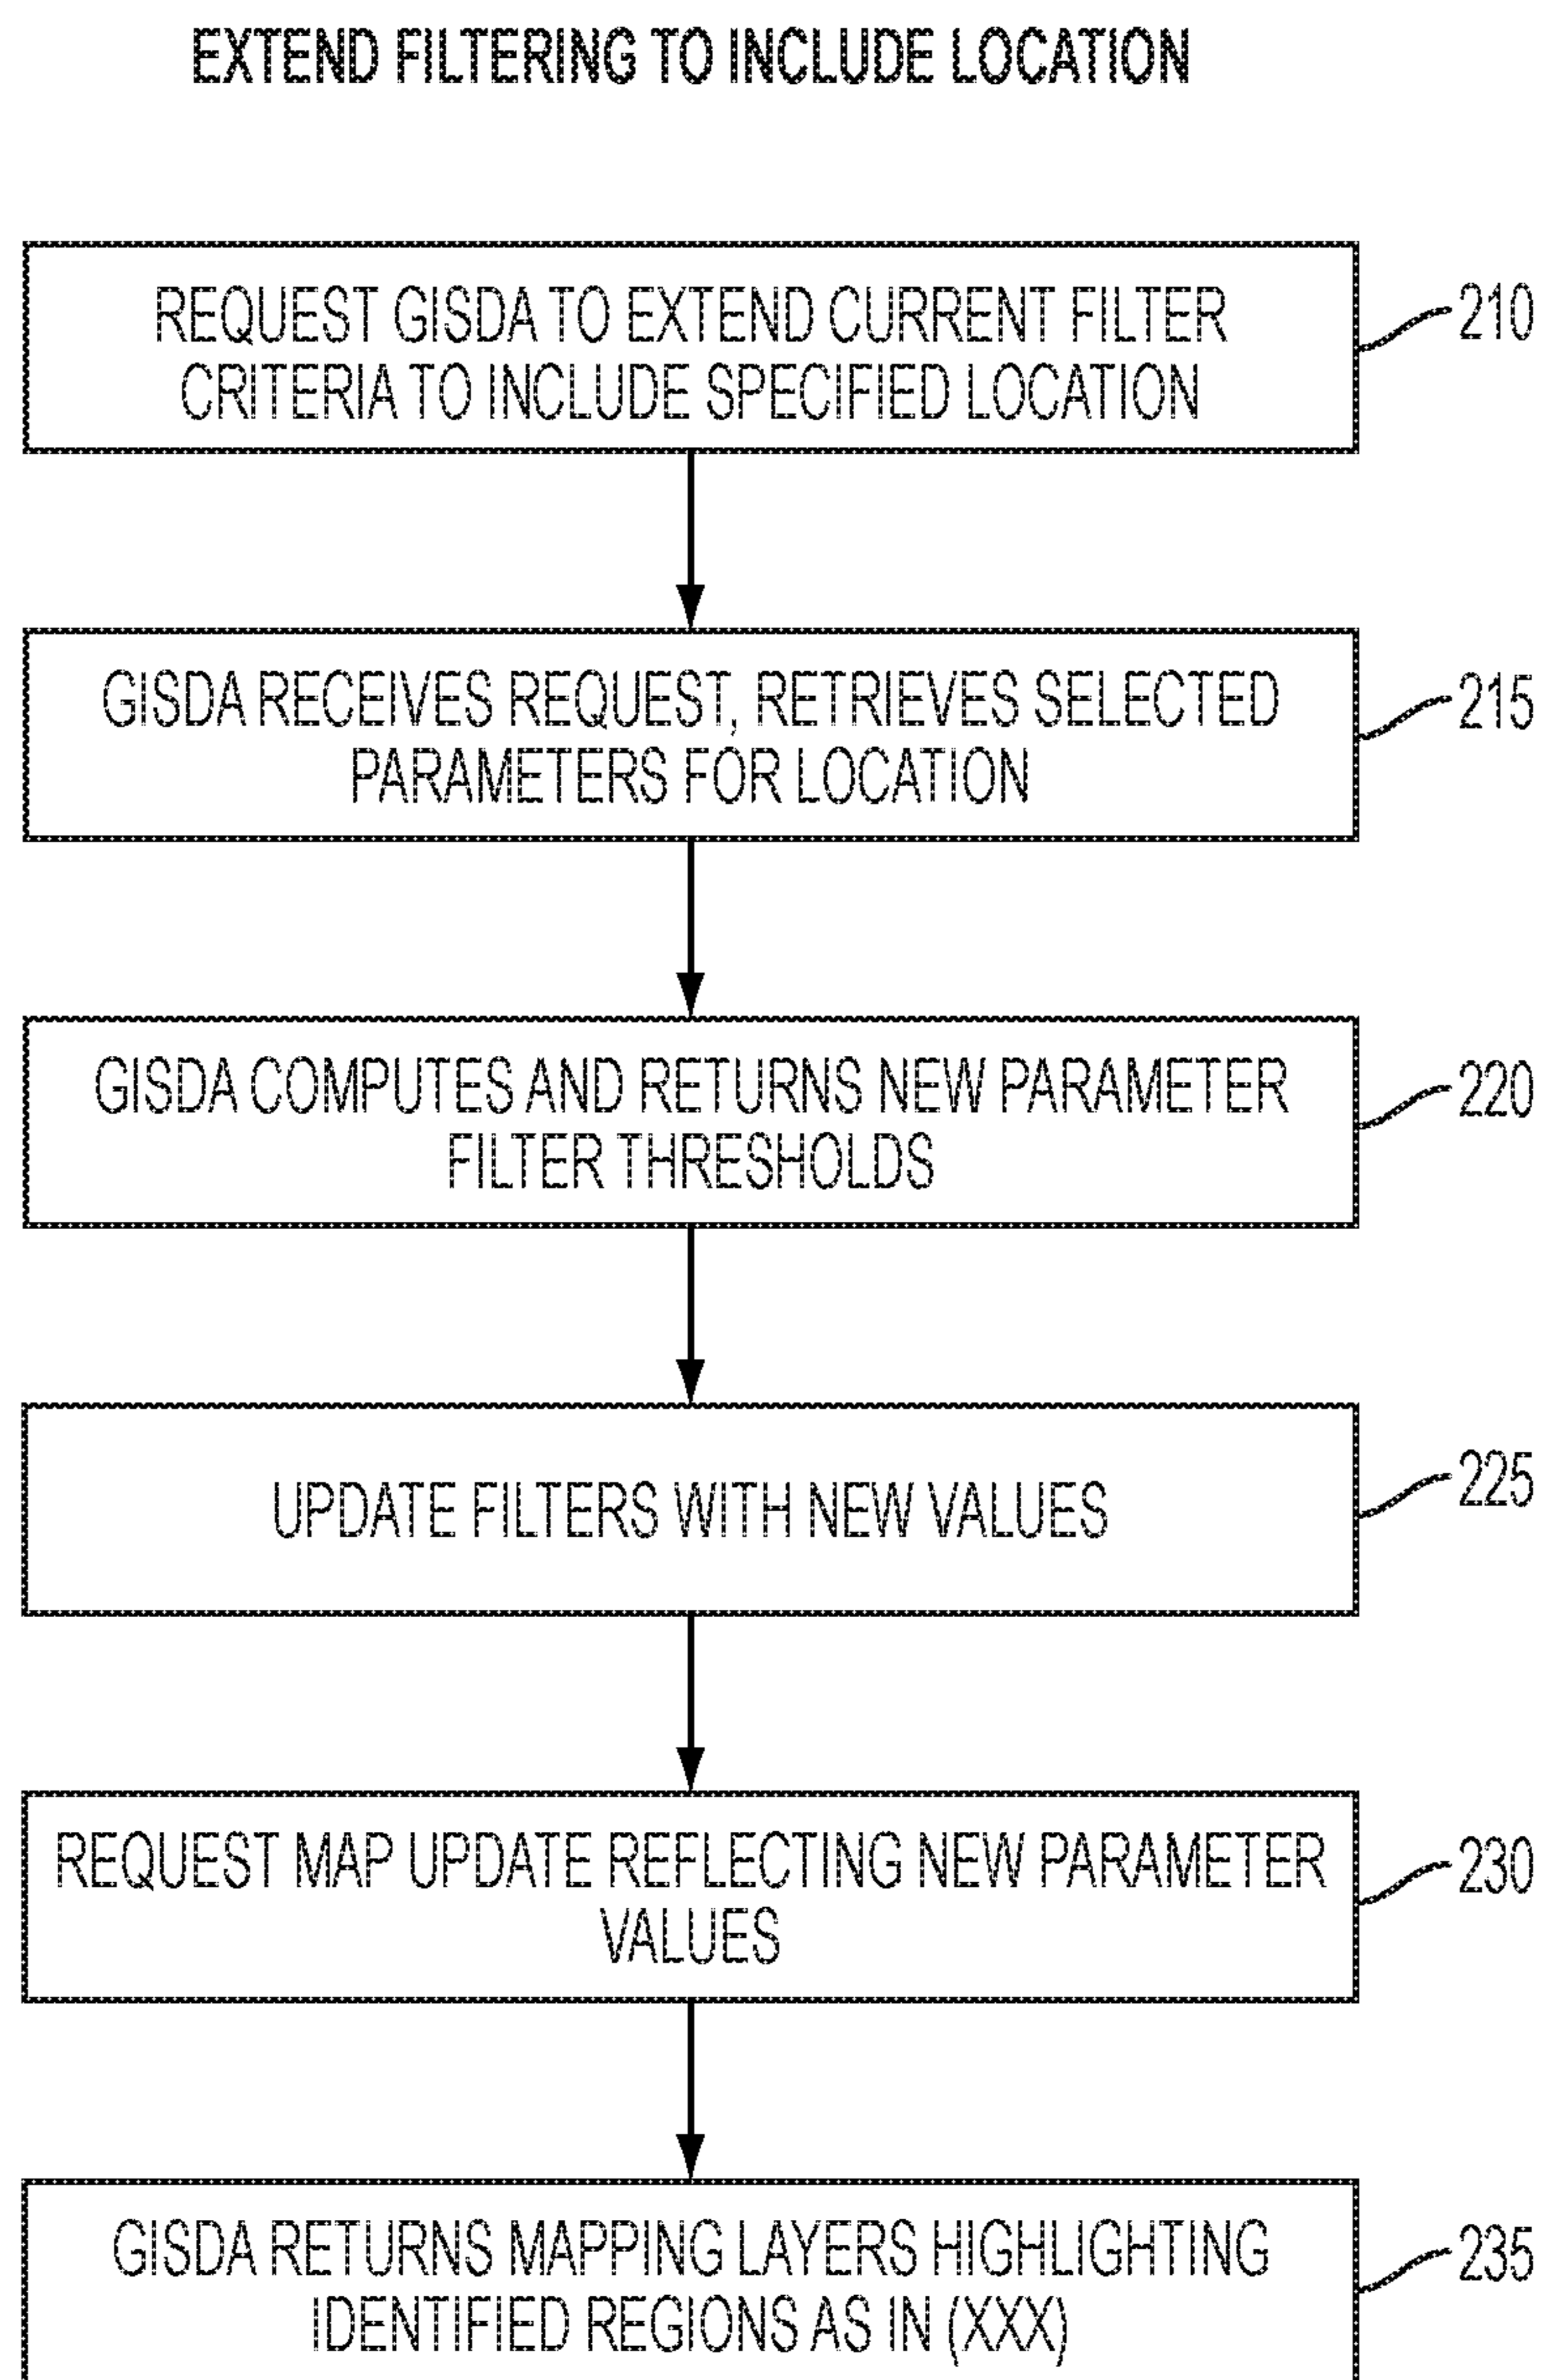 EXTEND FILTERING TO INCLUDE LOCATION
REQUEST GISDA TO EXTEND CURRENT FILTER
CRITERIA TO INCLUDE SPECIFIED LOCATION
210
GISDA RECEIVES REQUEST, RETRIEVES SELECTED
PARAMETERS FOR LOCATION
215
GISDA COMPUTES AND RETURNS NEW PARAMETER
FILTER THRESHOLDS
220
UPDATE FILTERS WITH NEW VALUES
225
REQUEST MAP UPDATE REFLECTING NEW PARAMETER
VALUES
230
GISDA RETURNS MAPPING LAYERS HIGHLIGHTING
IDENTIFIED REGIONS AS IN (XXX)
235